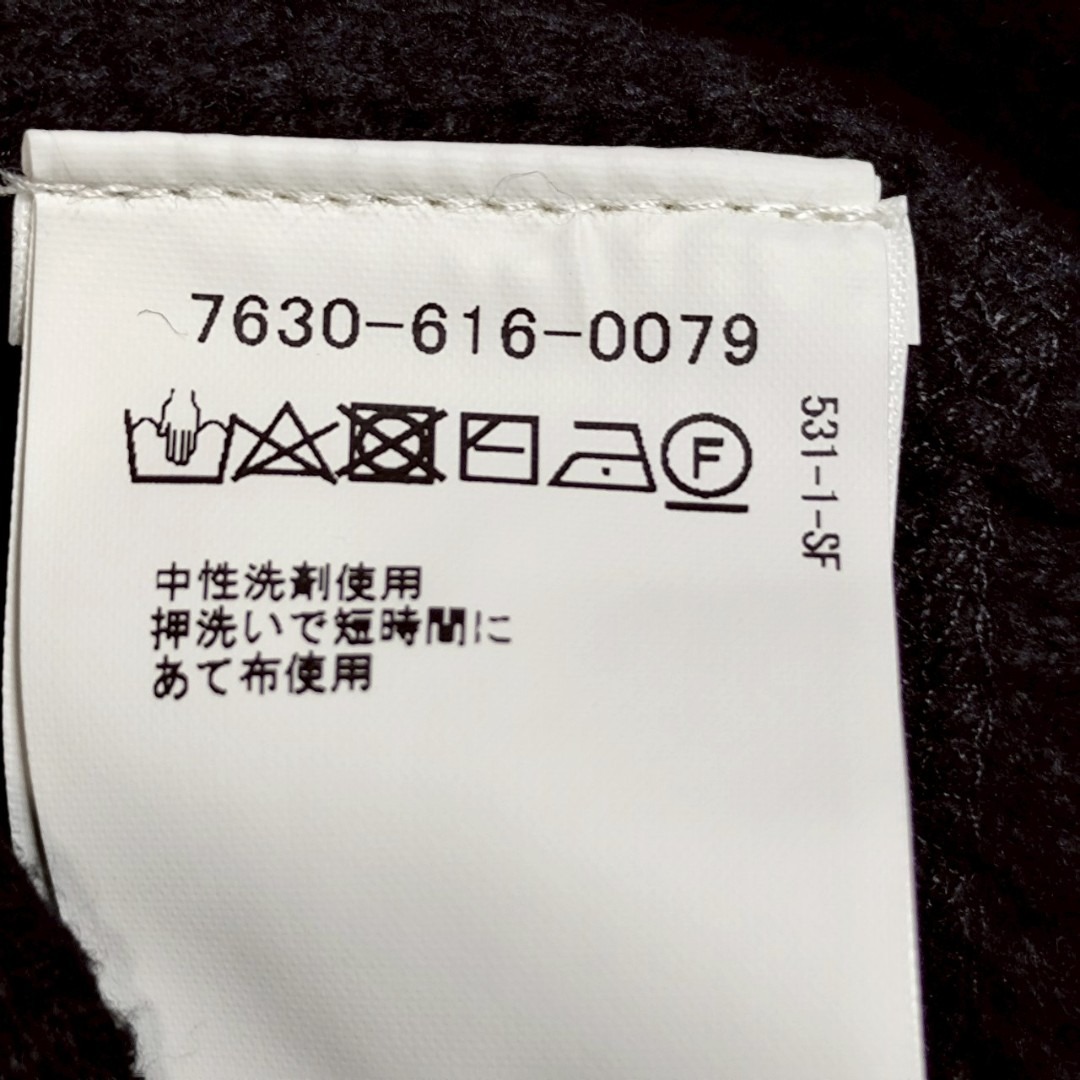 7630-616-0079
F
531-1-SF
中性洗剤使用
押洗いで短時間に
あて布使用